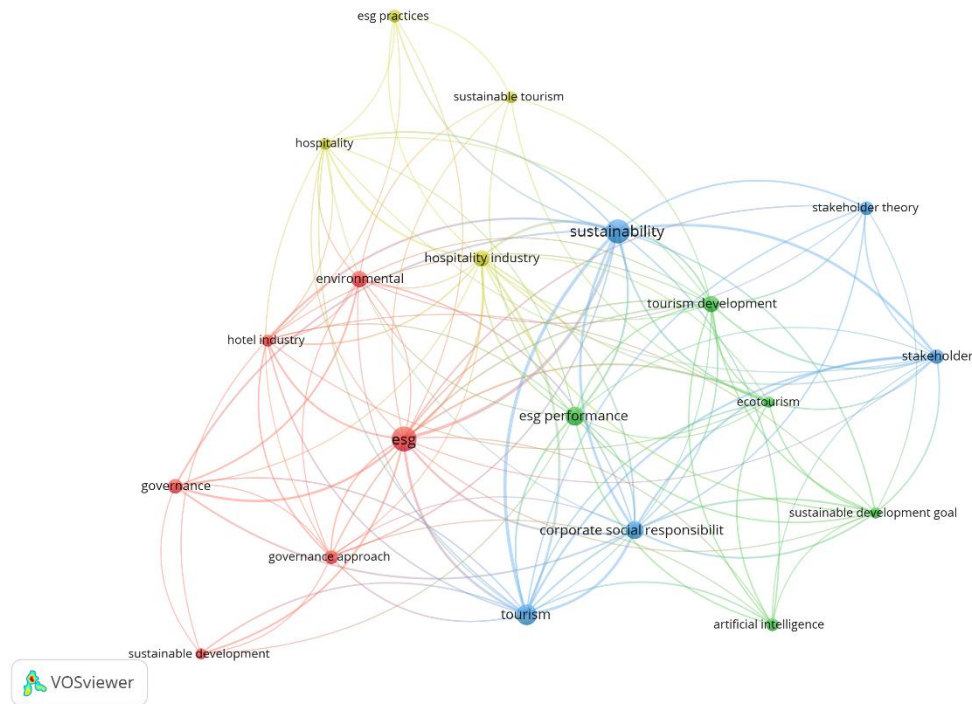 esg practices
sustainable tourism
hospitality
stakeholder theory
sustainability
hospitality industry
environmental
tourism development
hotel industry
stakeholder
ecotourism
esg performance
esg
governance
sustainable development goal
corporate social responsibilit
governance approach
tourism
artificial intelligence
sustainable development
VOSviewer